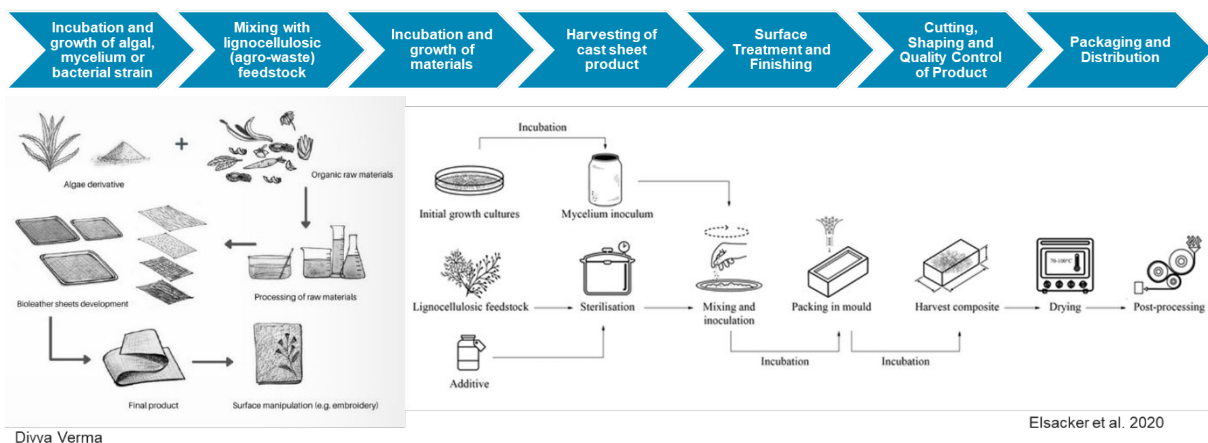 Incubation and
growth of algal,
mycelium or
bacterial strain
Mixing with
lignocellulosic
(agro-waste)
feedstock
Incubation and
growth of
materials
Harvesting of
cast sheet
product
Surface
Treatment and
Finishing
Cutting,
Shaping and
Quality Control
of Product
Packaging and
Distribution
+
Algae derivative
Organic raw materials
Bioleather sheets development
Processing of raw materials
Final product
Surface manipulation (e.g. embroidery)
Divya Verma
Incubation
Initial growth cultures
Mycelium inoculum
Lignocellulosic feedstock
Sterilisation
Mixing and
inoculation
Packing in mould
Harvest composite
70-100°C
Drying
Post-processing
Additive
Incubation
Incubation
Elsacker et al. 2020